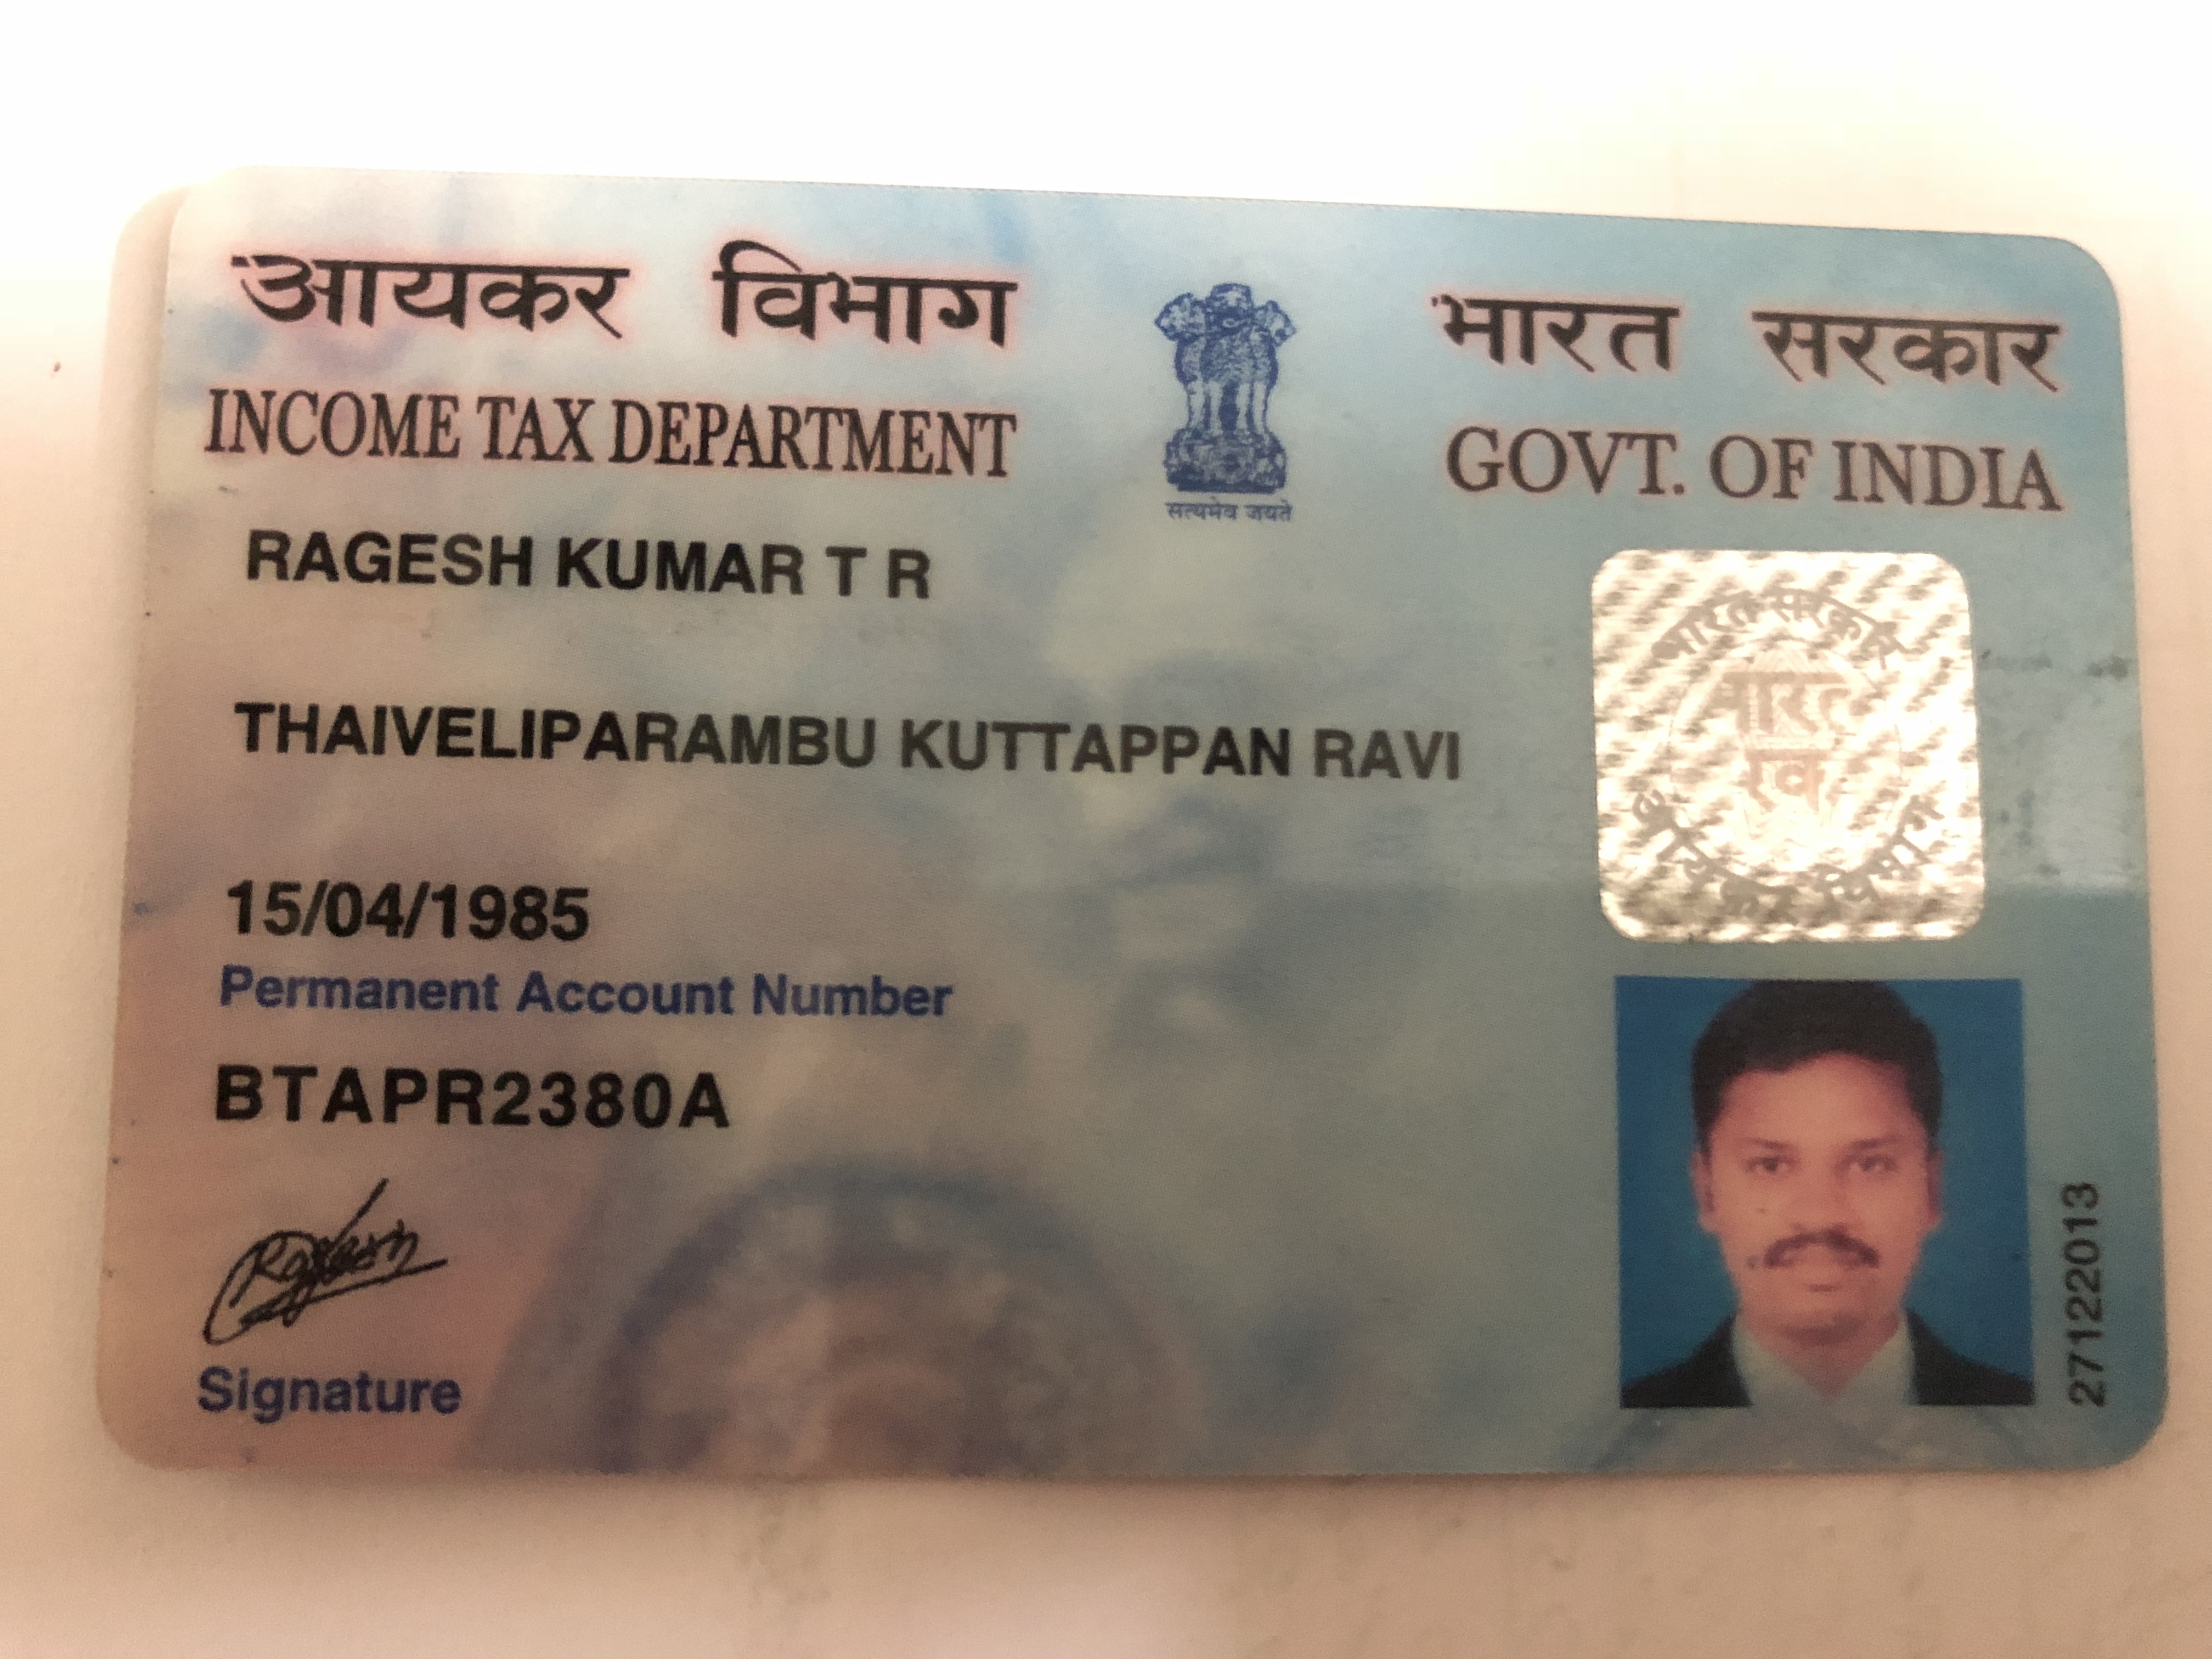 आयकर विभाग
INCOME TAX DEPARTMENT
सत्यमेव जयते
भारत सरकार
GOVT. OF INDIA
RAGESH KUMAR T R
THAIVELIPARAMBU KUTTAPPAN RAVI
15/04/1985
Permanent Account Number
BTAPR2380A
Signature
27122013